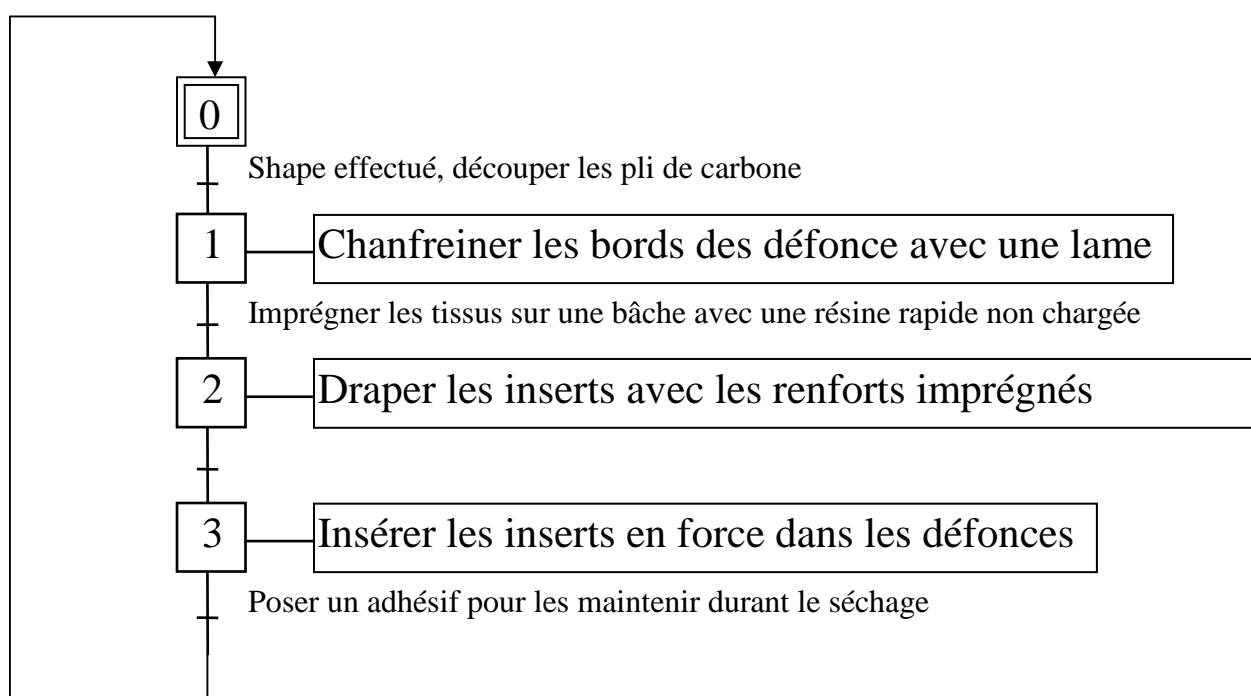 0
Shape effectué, découper les pli de carbone
1 Chanfreiner les bords des défonce avec une lame
Imprégner les tissus sur une bâche avec une résine rapide non chargée
2 Draper les inserts avec les renforts imprégnés
3 Insérer les inserts en force dans les défonces
Poser un adhésif pour les maintenir durant le séchage